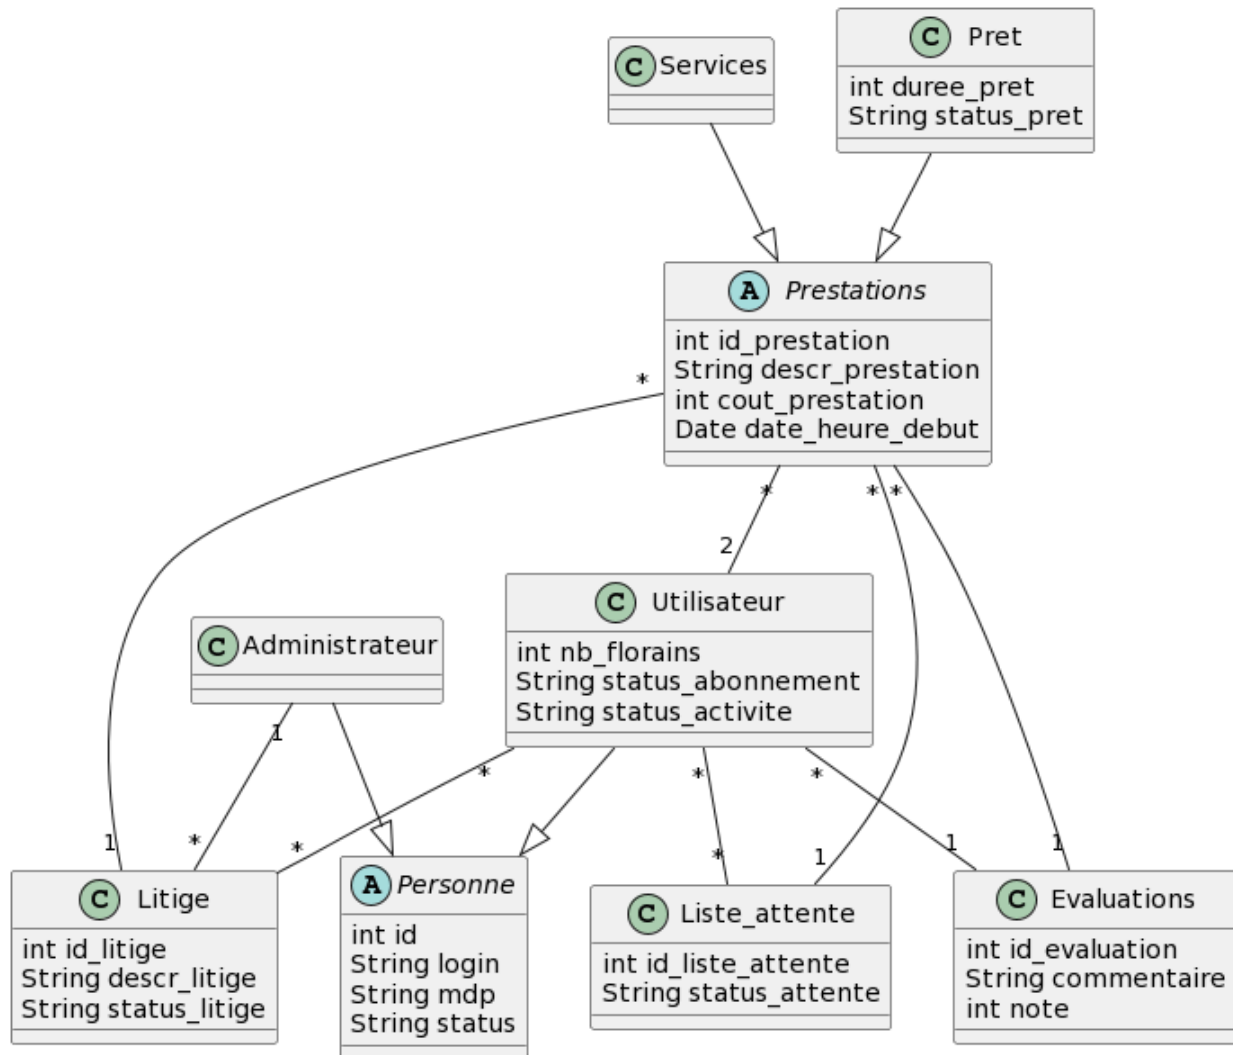 C Services
C Pret
int duree_pret
String status_pret
A Prestations
int id_prestation
String descr_prestation
int cout_prestation
Date date_heure_debut
*
* * *
2
C Utilisateur
int nb_florains
String status_abonnement
String status_activite
C Administrateur
1
* * *
1 * * * 1 1 1
C Litige
int id_litige
String descr_litige
String status_litige
A Personne
int id
String login
String mdp
String status
C Liste_attente
int id_liste_attente
String status_attente
C Evaluations
int id_evaluation
String commentaire
int note